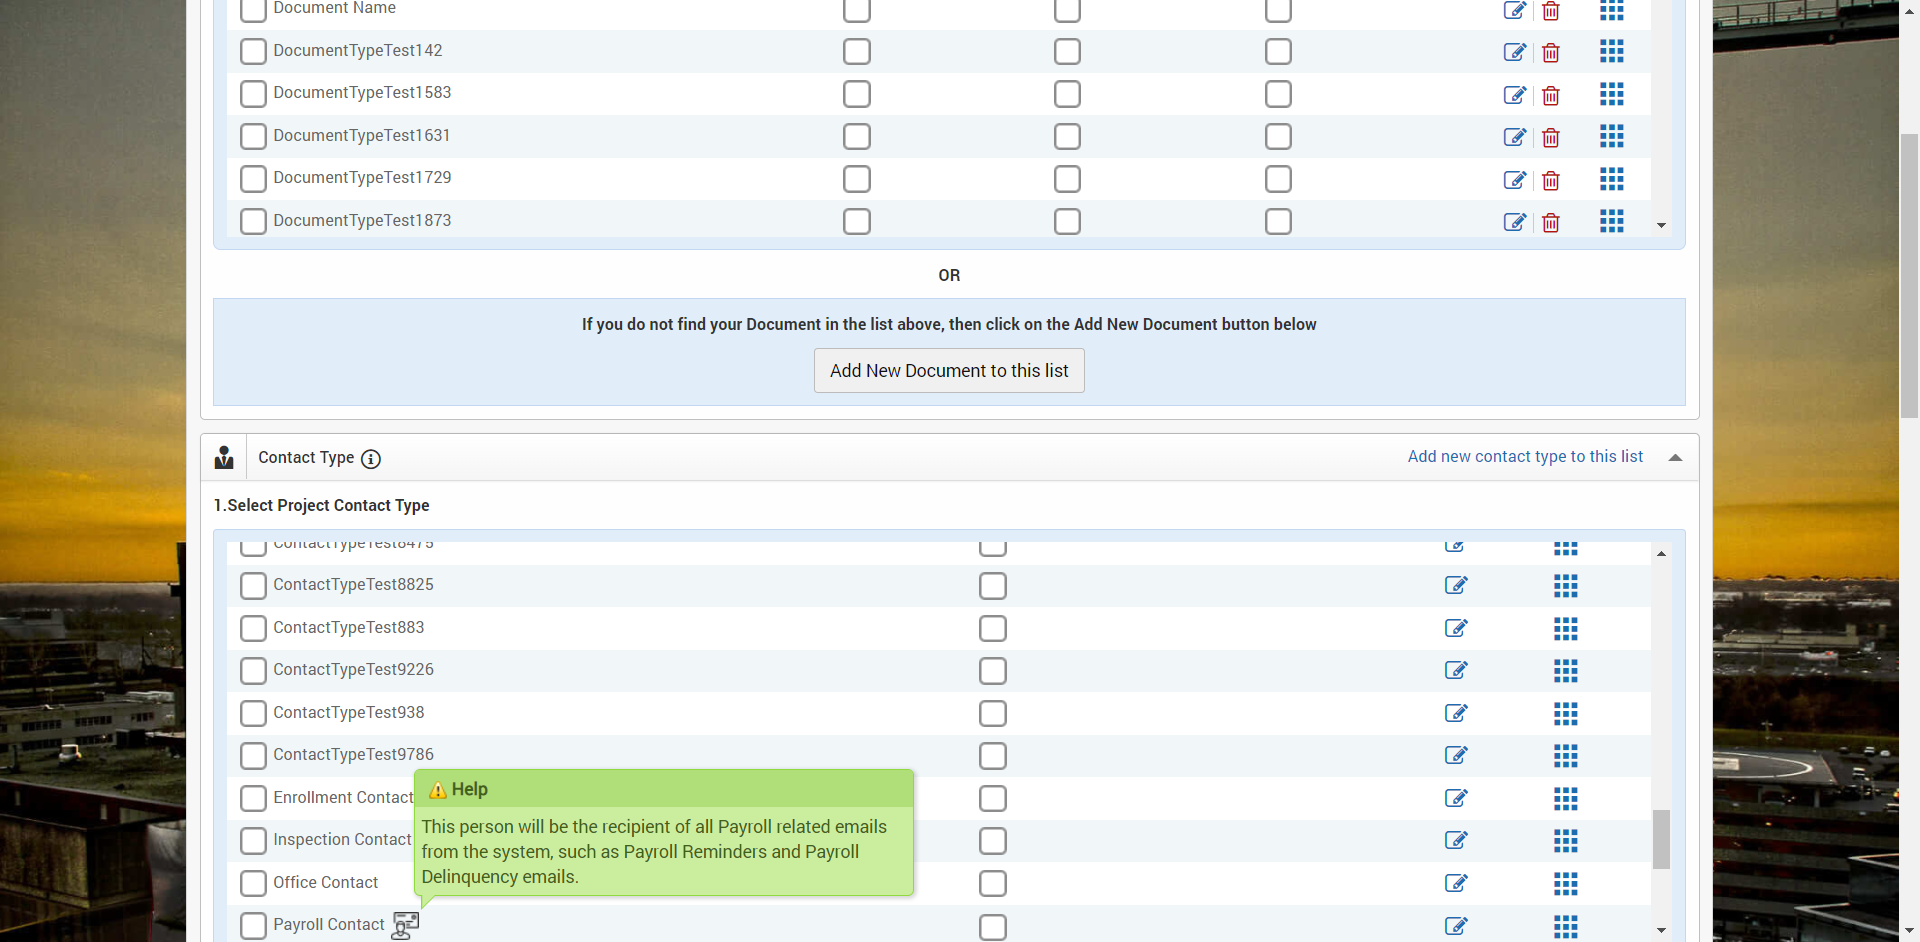 Document Name
DocumentTypeTest142
DocumentTypeTest1583
DocumentTypeTest1631
DocumentTypeTest1729
DocumentTypeTest1873
OR
If you do not find your Document in the list above, then click on the Add New Document button below
Add New Document to this list
Contact Type
Add new contact type to this list
1.Select Project Contact Type
ContactTypeTest8475
ContactTypeTest8825
ContactTypeTest883
ContactTypeTest9226
ContactTypeTest938
ContactTypeTest9786
Enrollment Contact
Inspection Contact
Office Contact
Payroll Contact
Help
This person will be the recipient of all Payroll related emails
from the system, such as Payroll Reminders and Payroll
Delinquency emails.